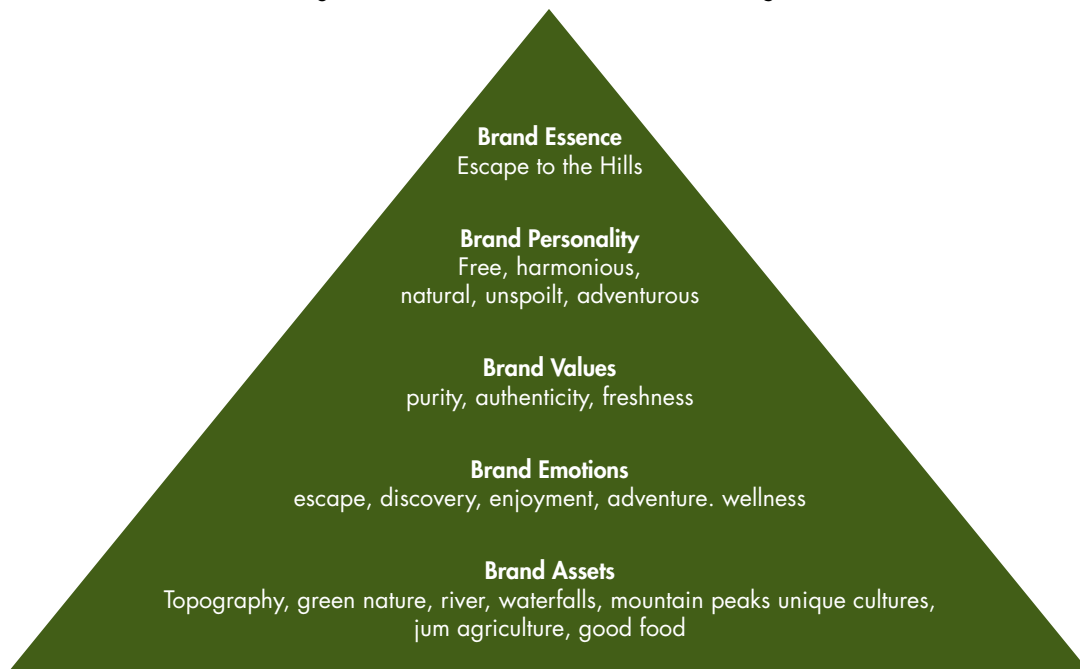 Brand Essence
Escape to the Hills
Brand Personality
Free, harmonious,
natural, unspoilt, adventurous
Brand Values
purity, authenticity, freshness
Brand Emotions
escape, discovery, enjoyment, adventure. wellness
Brand Assets
Topography, green nature, river, waterfalls, mountain peaks unique cultures,
jum agriculture, good food